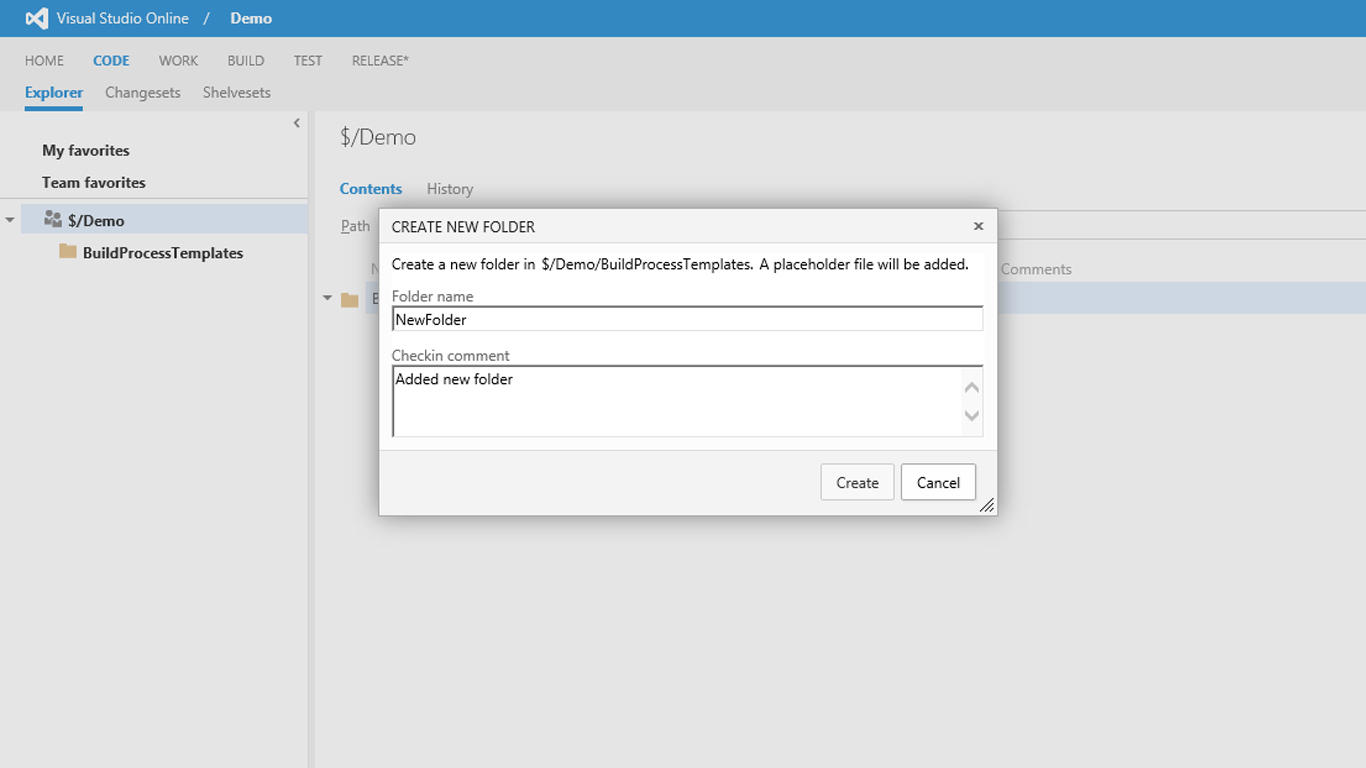 Visual Studio Online / Demo
HOME CODE WORK BUILD TEST RELEASE*
Explorer Changesets Shelvesets
My favorites
Team favorites
$/Demo
BuildProcessTemplates
$/Demo
Contents History
Path
Comments
CREATE NEW FOLDER
Create a new folder in $/Demo/BuildProcessTemplates. A placeholder file will be added.
Folder name
NewFolder
Checkin comment
Added new folder
Create Cancel